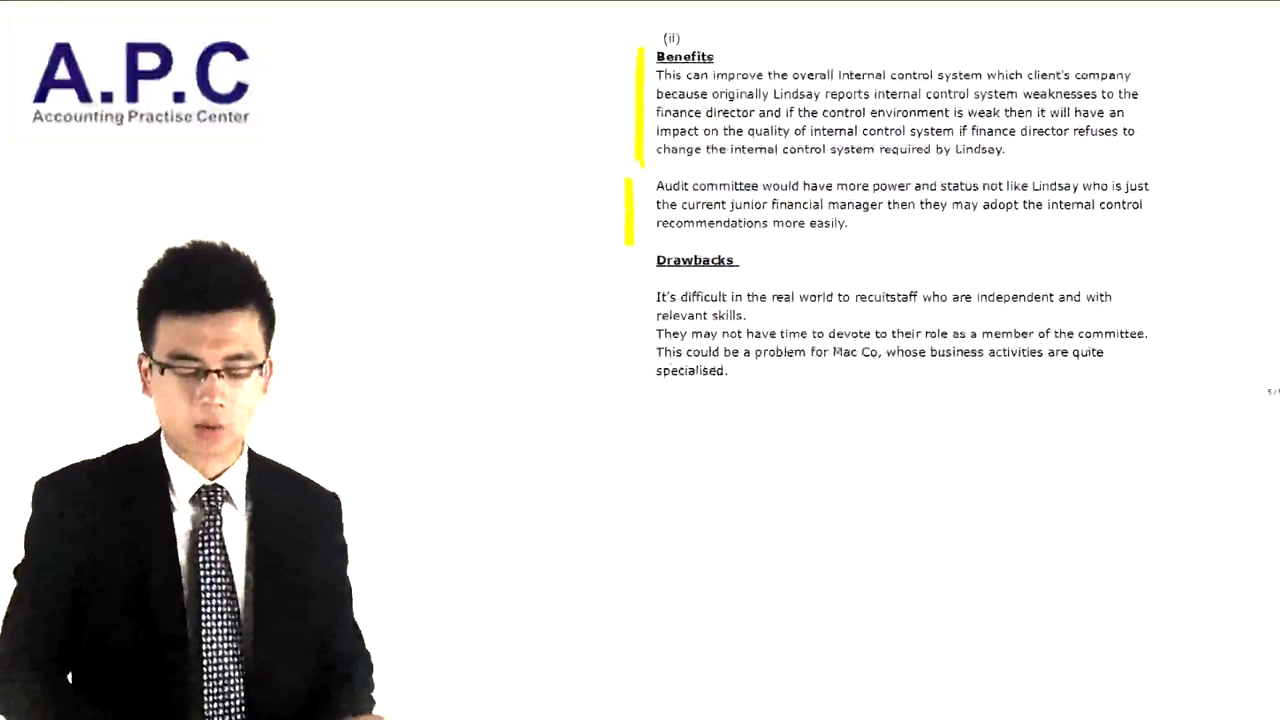 A.P.C
Accounting Practise Center
(ii)
Benefits
This can improve the overall Internal control system which client's company
because originally Lindsay reports internal control system weaknesses to the
finance director and if the control environment is weak then it will have an
impact on the quality of internal control system if finance director refuses to
change the internal control system required by Lindsay.
Audit committee would have more power and status not like Lindsay who is just
the current junior financial manager then they may adopt the internal control
recommendations more easily.
Drawbacks
It's difficult in the real world to recuitstaff who are independent and with
relevant skills.
They may not have time to devote to their role as a member of the committee.
This could be a problem for Mac Co, whose business activities are quite
specialised.